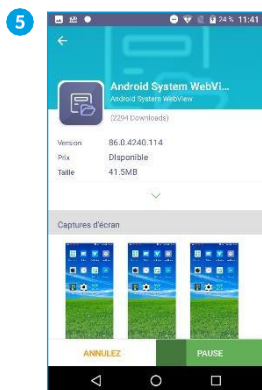 5
24 % 11:41
Android System WebVi...
Android System WebView
(2294 Downloads)
Version 86.0.4240.114
Prix Disponible
Taille 41.5MB
Captures d'écran
ANNULEZ PAUSE